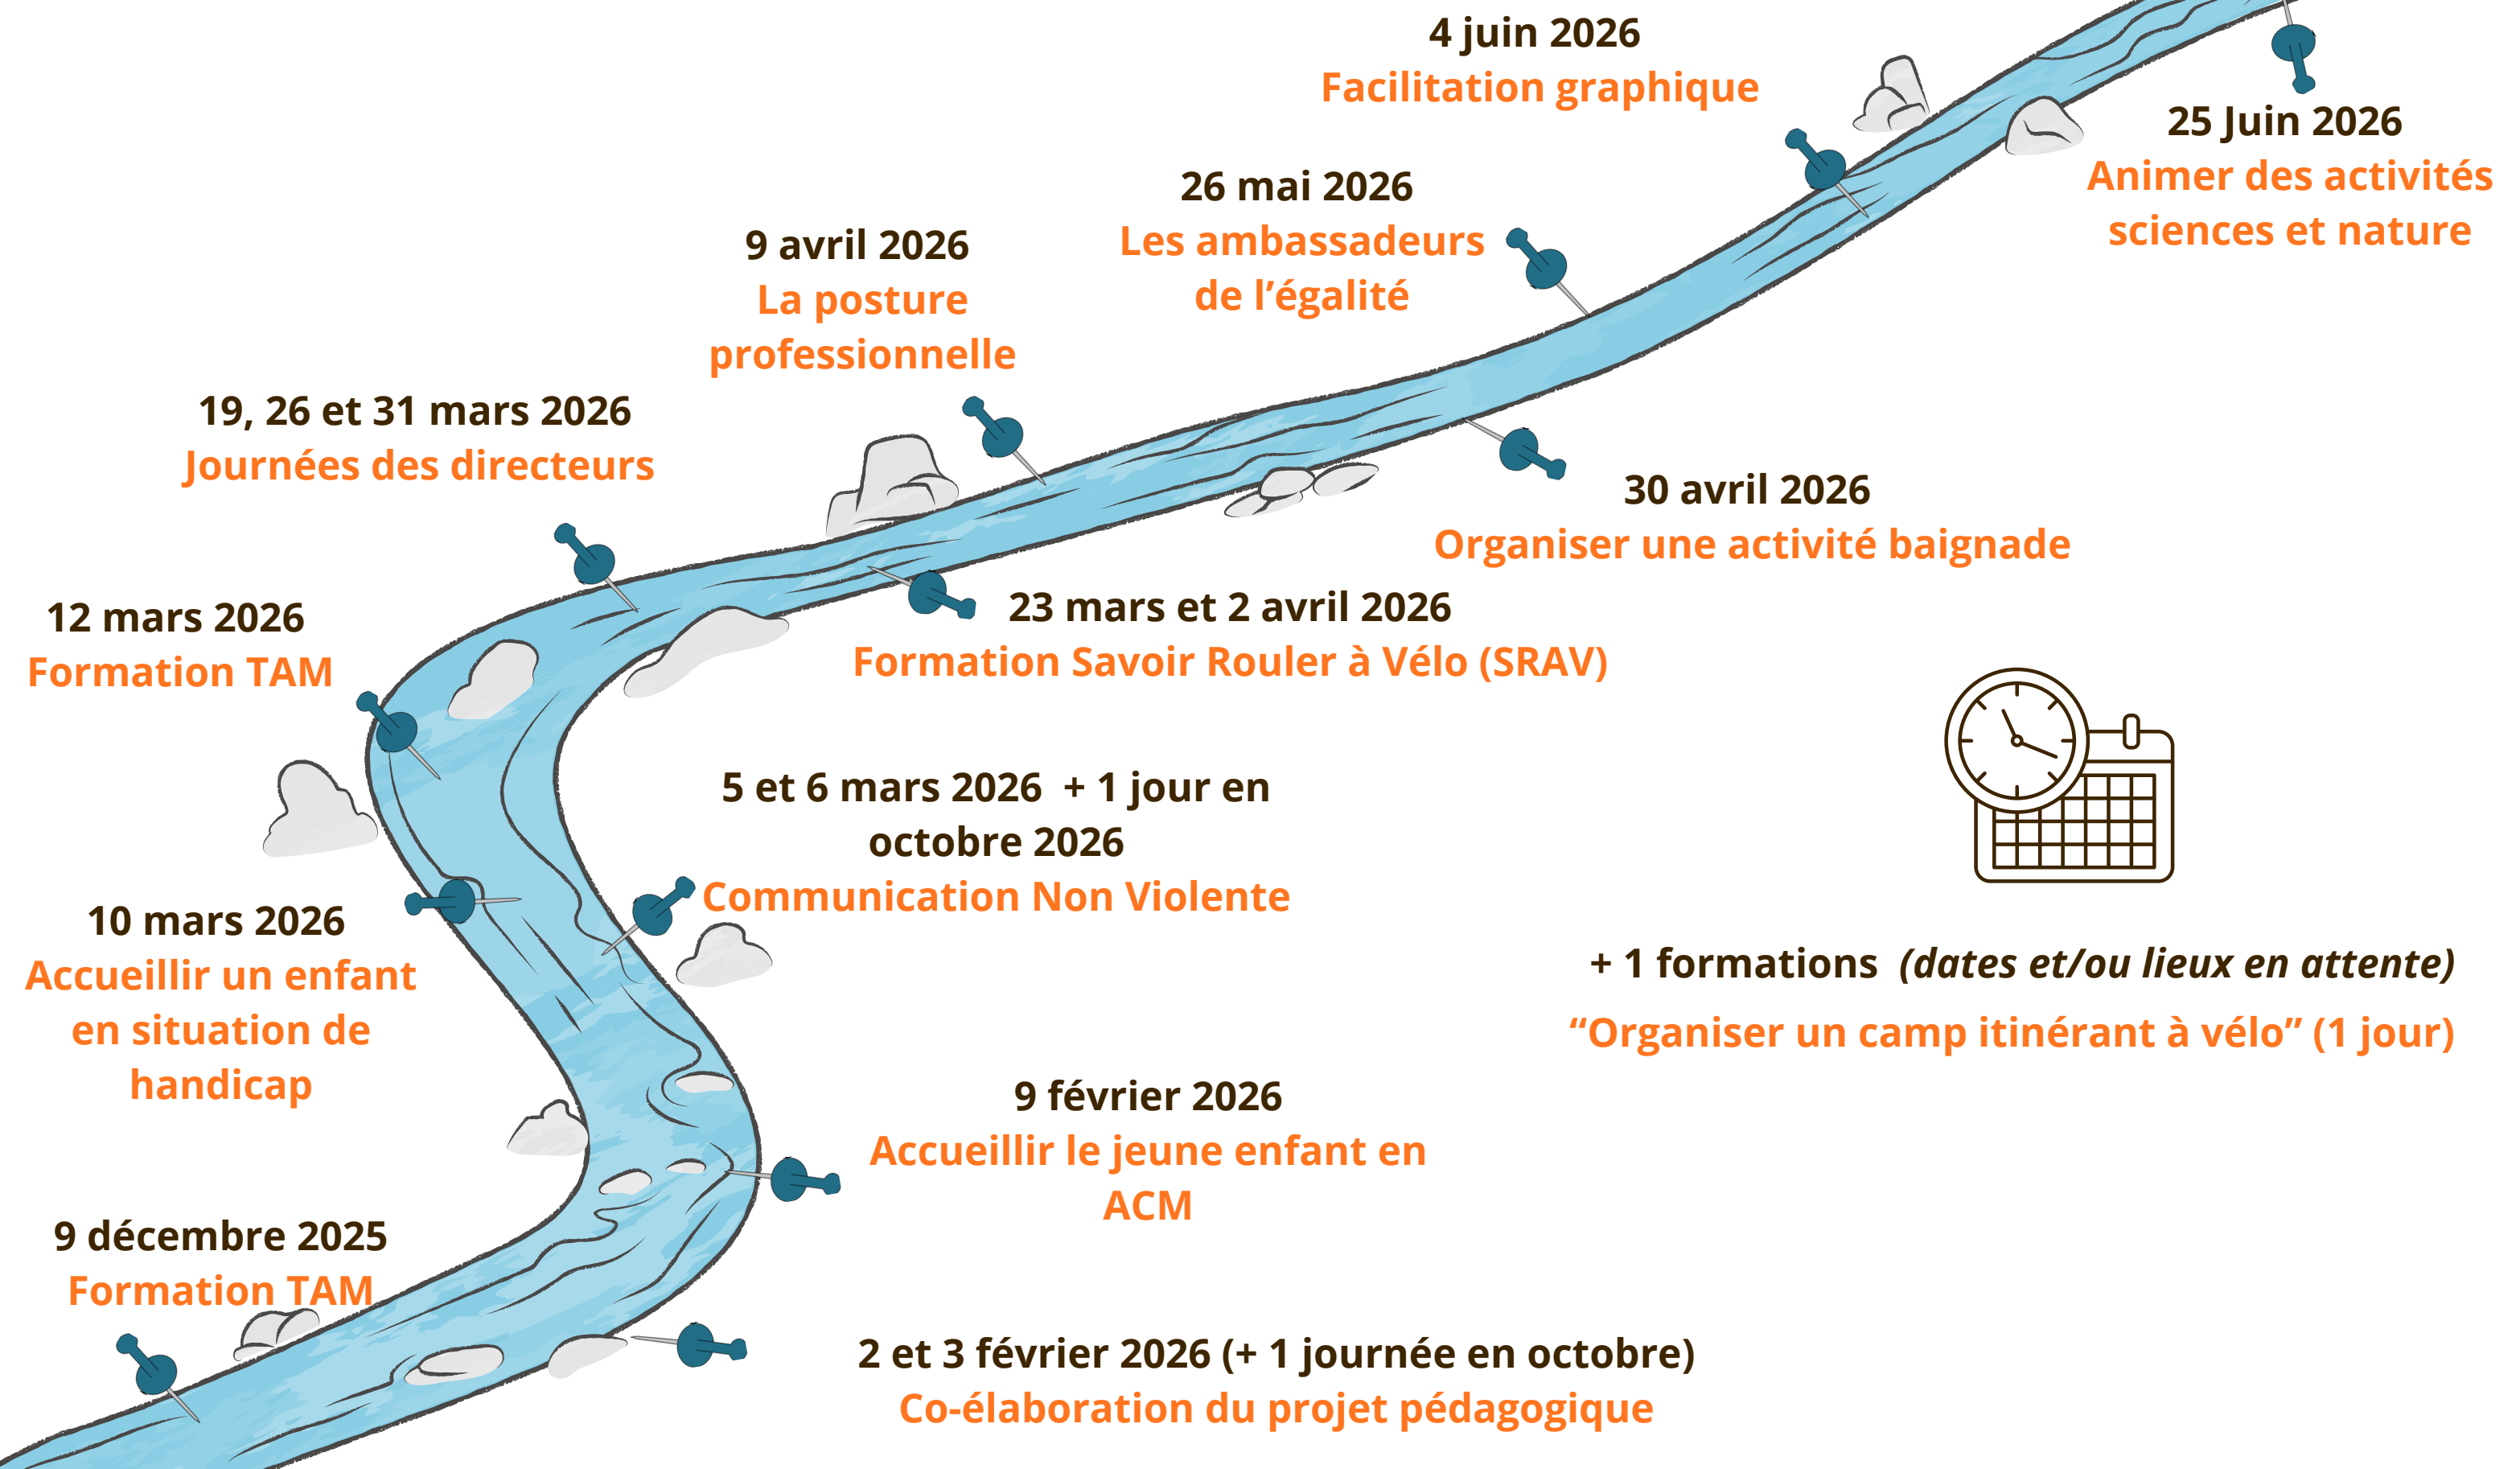 4 juin 2026
Facilitation graphique
25 Juin 2026
Animer des activités
sciences et nature
26 mai 2026
Les ambassadeurs
de l’égalité
9 avril 2026
La posture
professionnelle
19, 26 et 31 mars 2026
Journées des directeurs
30 avril 2026
Organiser une activité baignade
12 mars 2026
Formation TAM
23 mars et 2 avril 2026
Formation Savoir Rouler à Vélo (SRAV)
5 et 6 mars 2026 + 1 jour en
octobre 2026
Communication Non Violente
10 mars 2026
Accueillir un enfant
en situation de
handicap
+ 1 formations (dates et/ou lieux en attente)
“Organiser un camp itinérant à vélo” (1 jour)
9 février 2026
Accueillir le jeune enfant en
ACM
9 décembre 2025
Formation TAM
2 et 3 février 2026 (+ 1 journée en octobre)
Co-élaboration du projet pédagogique